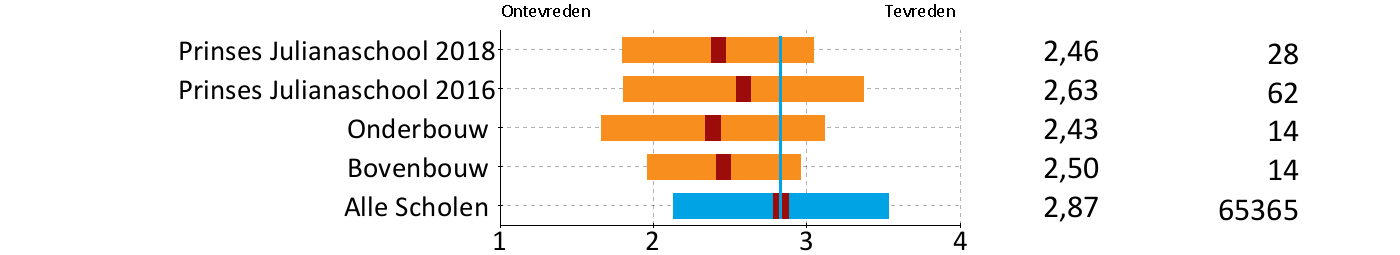 Ontevreden Tevreden
Prinses Julianaschool 2018 2,46 28
Prinses Julianaschool 2016 2,63 62
Onderbouw 2,43 14
Bovenbouw 2,50 14
Alle Scholen 2,87 65365
1 2 3 4